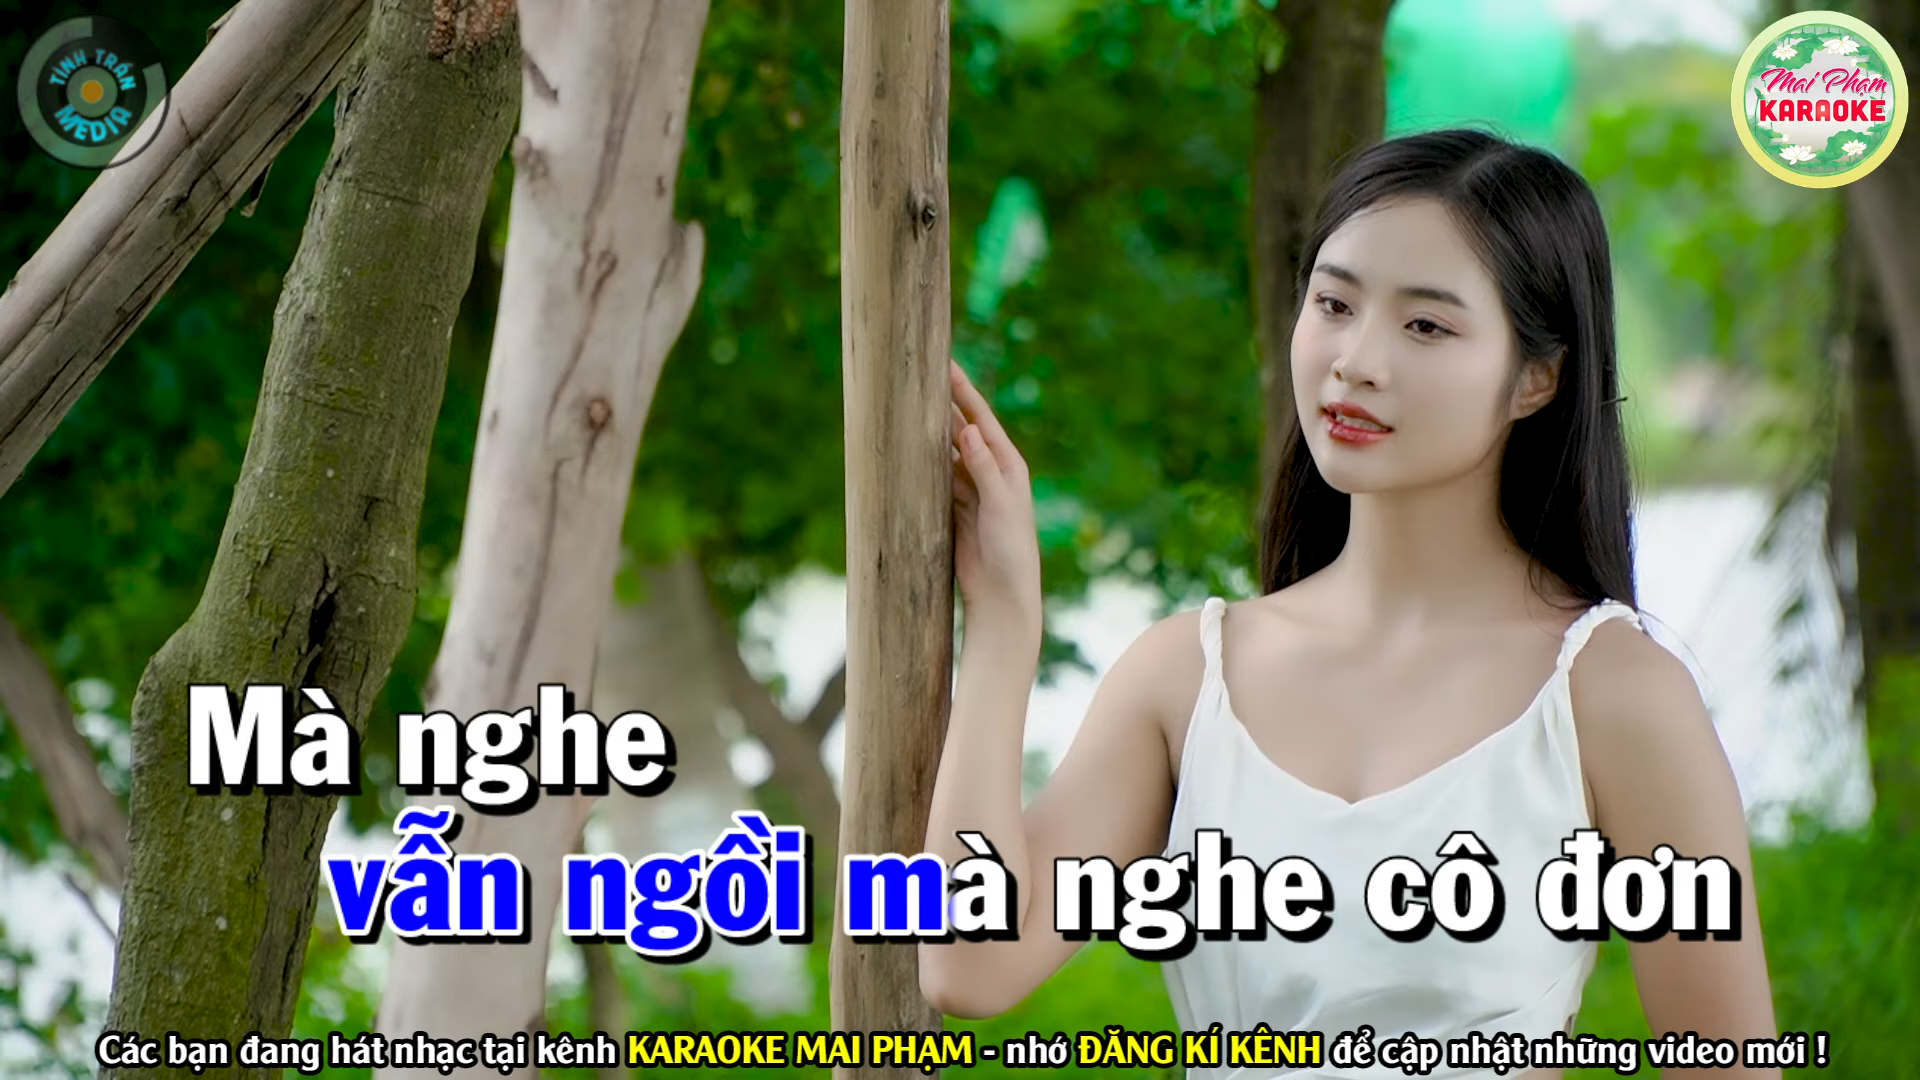 TÌNH TRẦN
MEDIA
Mai Phạm
KARAOKE
Mà nghe
vẫn ngồi mà nghe cô đơn
Các bạn đang hát nhạc tại kênh KARAOKE MAI PHẠM - nhớ ĐĂNG KÍ KÊNH để cập nhật những video mới !